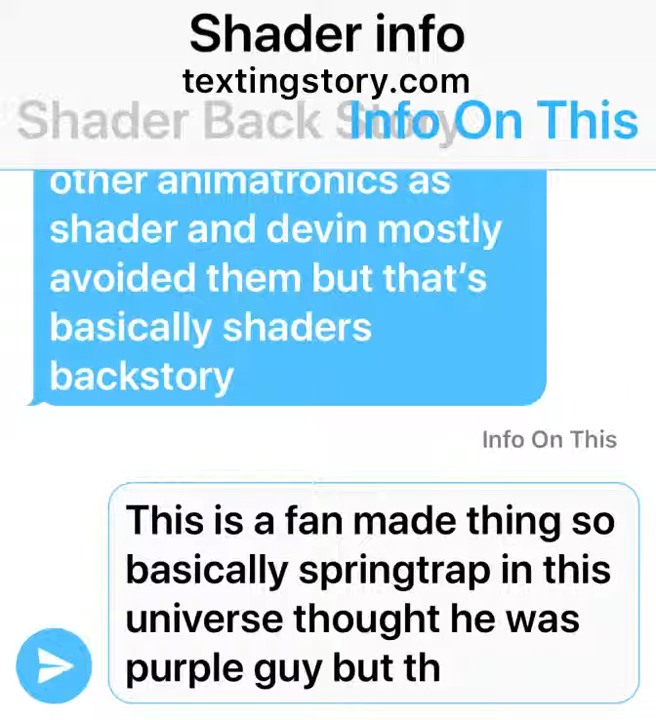 Shader info
textingstory.com
Shader Back Story Info On This
other animatronics as
shader and devin mostly
avoided them but that's
basically shaders
backstory
Info On This
This is a fan made thing so
basically springtrap in this
universe thought he was
purple guy but th